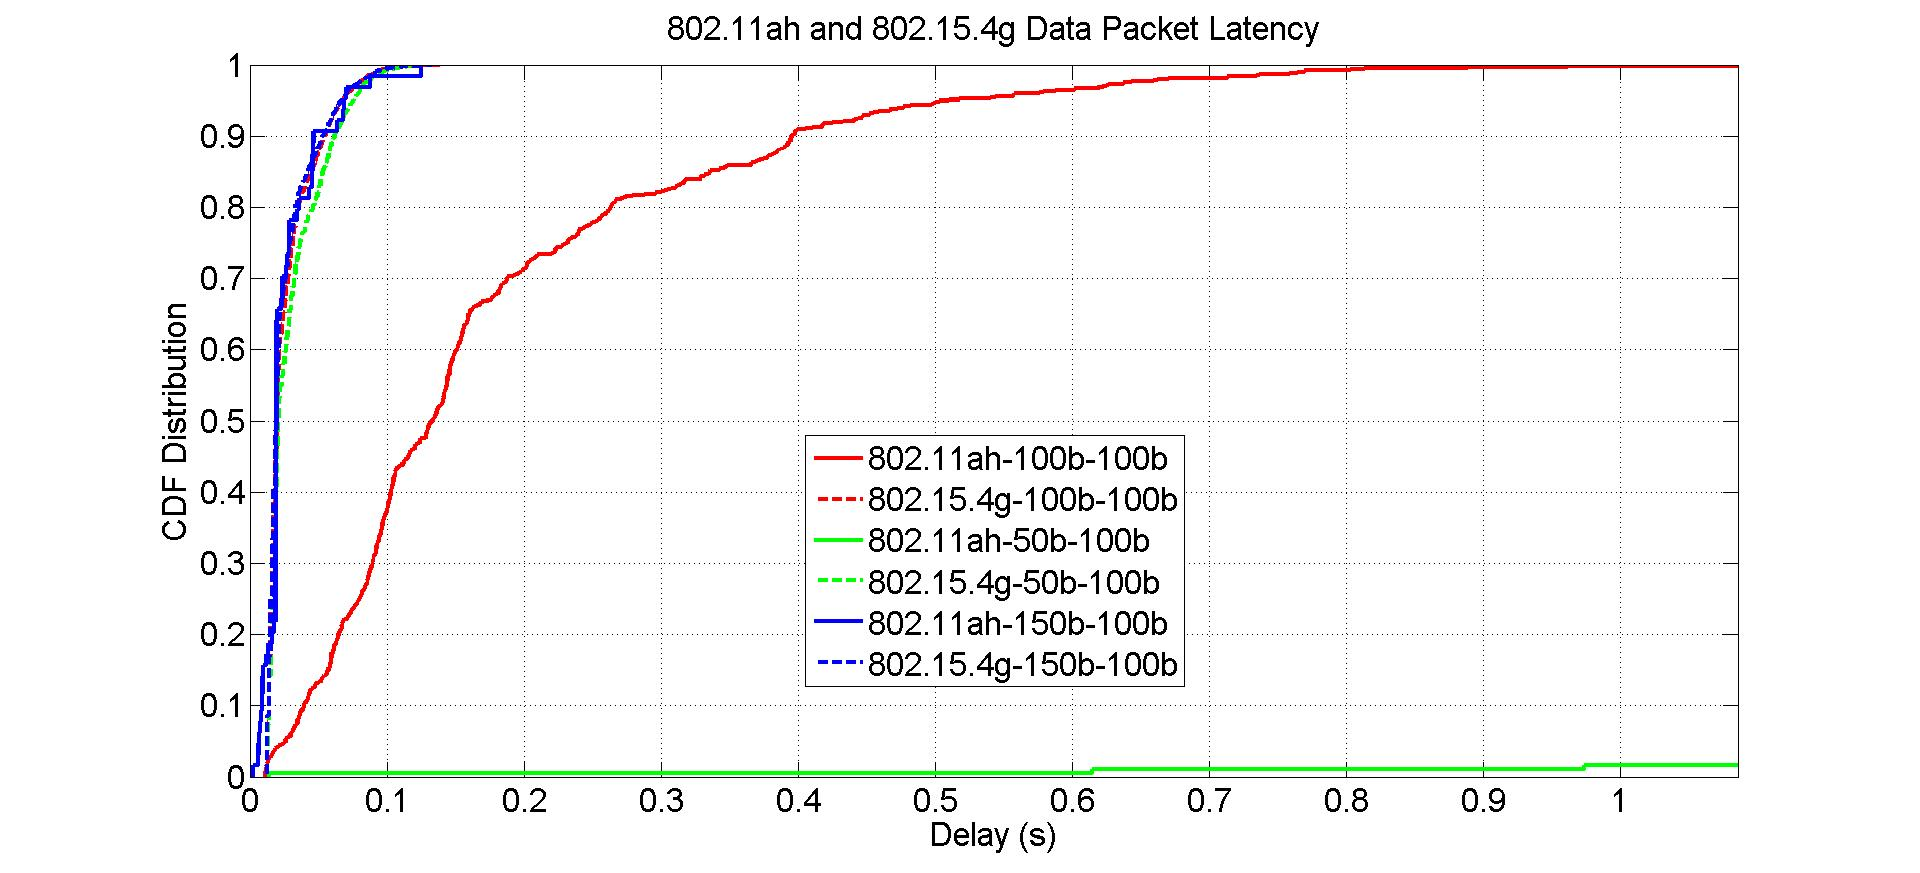 802.11ah and 802.15.4g Data Packet Latency
1
0.9
0.8
0.7
0.6
0.5
0.4
0.3
0.2
0.1
0
CDF Distribution
802.11ah-100b-100b
802.15.4g-100b-100b
802.11ah-50b-100b
802.15.4g-50b-100b
802.11ah-150b-100b
802.15.4g-150b-100b
0 0.1 0.2 0.3 0.4 0.5 0.6 0.7 0.8 0.9 1
Delay (s)